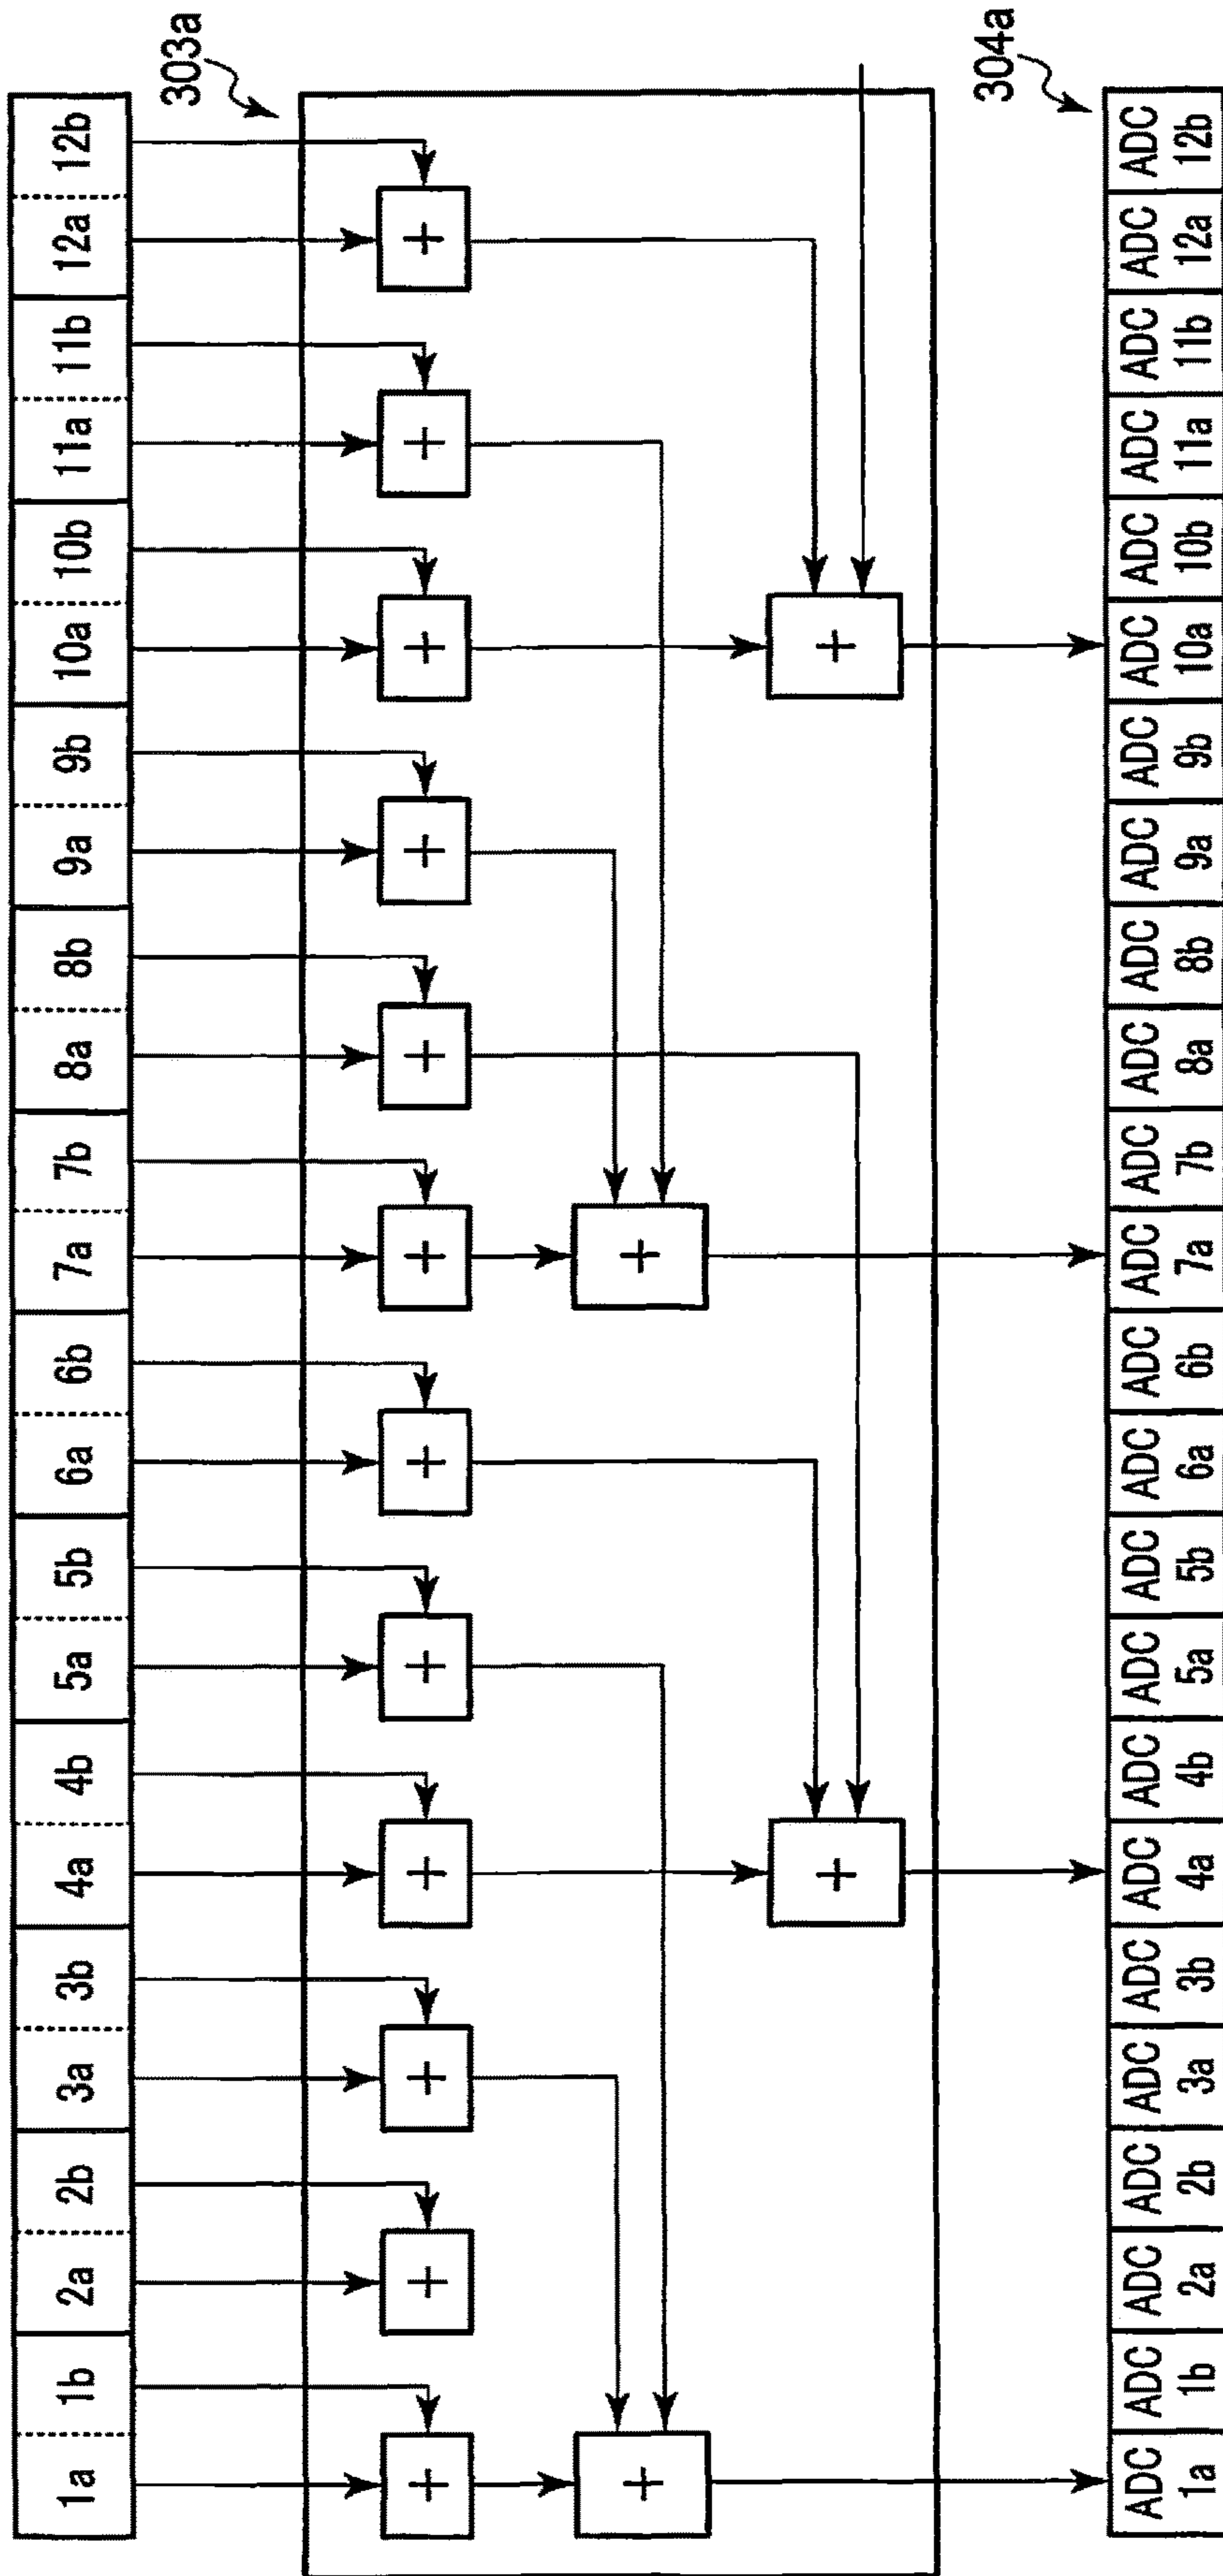 1a 1b 2a 2b 3a 3b 4a 4b 5a 5b 6a 6b 7a 7b 8a 8b 9a 9b 10a 10b 11a 11b 12a 12b
303a
+ + + + + + + + + + + +
+ +
+ +
304a
ADC ADC ADC ADC ADC ADC ADC ADC ADC ADC ADC ADC ADC ADC ADC ADC ADC ADC ADC ADC ADC ADC ADC ADC
1a 1b 2a 2b 3a 3b 4a 4b 5a 5b 6a 6b 7a 7b 8a 8b 9a 9b 10a 10b 11a 11b 12a 12b